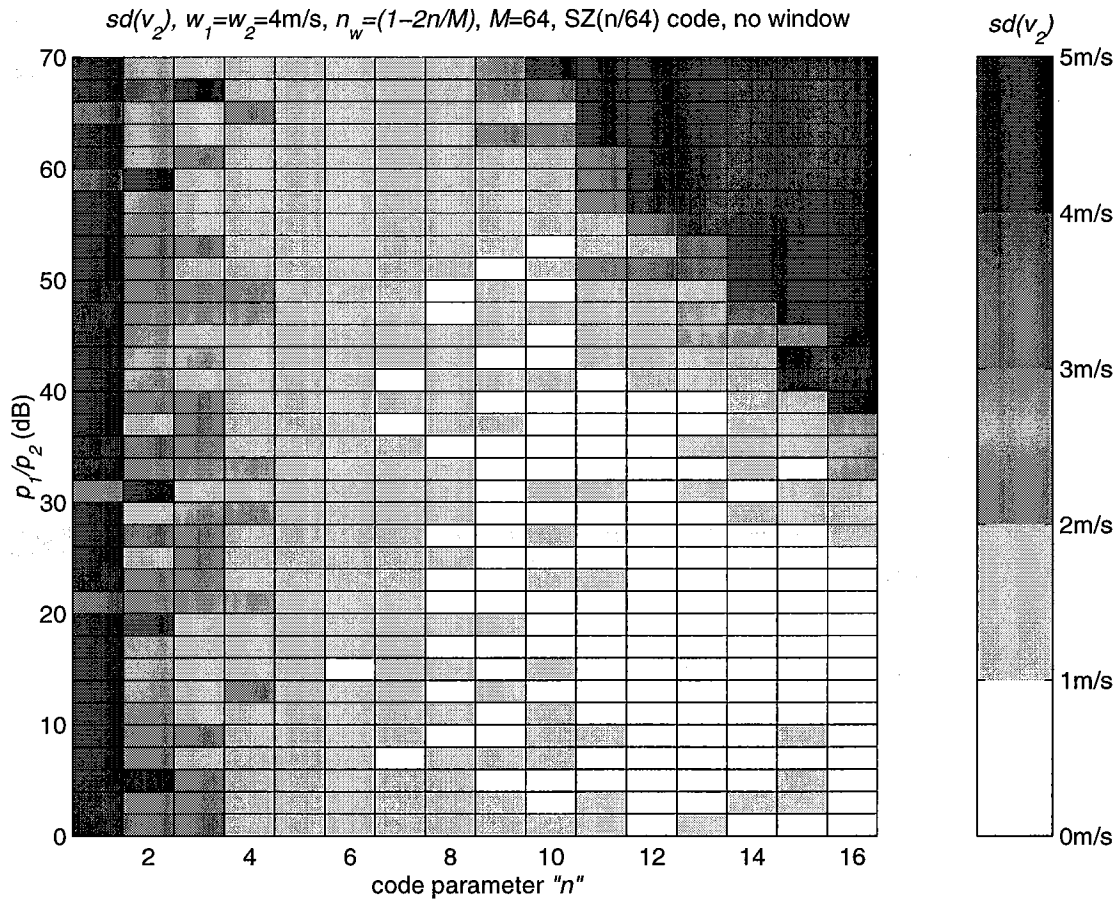 sd(v2), w1=w2=4m/s, nw=(1−2n/M), M=64, SZ(n/64) code, no window
sd(v2)
70
60
50
40
30
20
10
0
p1/p2 (dB)
2 4 6 8 10 12 14 16
code parameter "n"
5m/s
4m/s
3m/s
2m/s
1m/s
0m/s